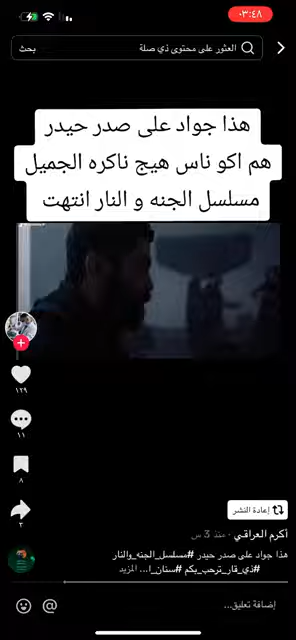 ٠٣:٤٨
العثور على محتوى ذي صلة
بحث
هذا جواد على صدر حيدر
هم اكو ناس هيج ناكره الجميل
مسلسل الجنه و النار انتهت
١٢٩
١١
٨
٣
إعادة النشر
أكرم العراقي · منذ 3 س
هذا جواد على صدر حيدر #مسلسل_الجنه_والنار
#ذي_قار_ترحب_بكم #سنان_ا... المزيد
إضافة تعليق...